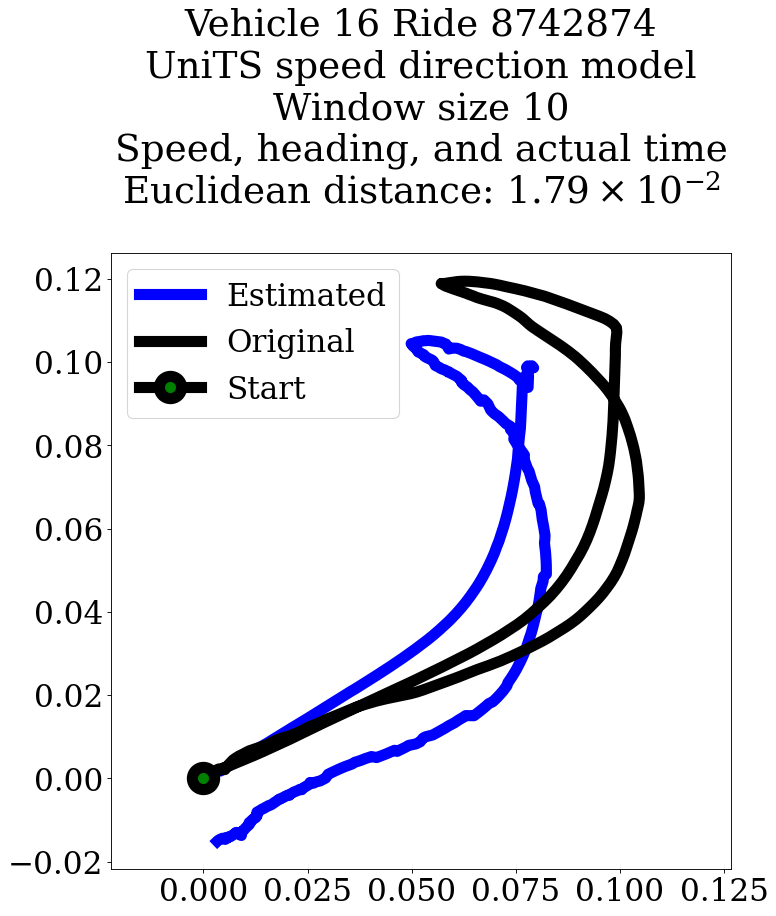 Vehicle 16 Ride 8742874
UniTS speed direction model
Window size 10
Speed, heading, and actual time
Euclidean distance: 1.79 × 10⁻²
Estimated
Original
Start
0.12
0.10
0.08
0.06
0.04
0.02
0.00
−0.02
0.000 0.025 0.050 0.075 0.100 0.125